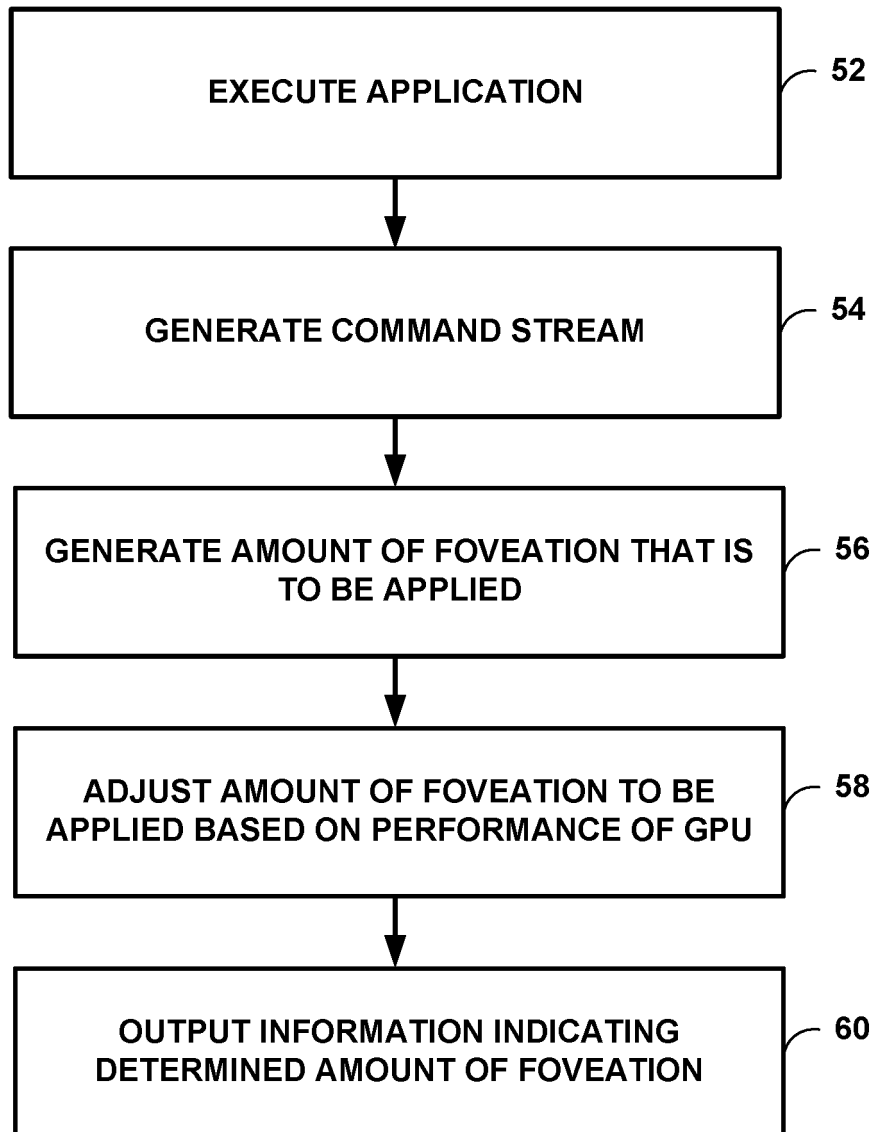 EXECUTE APPLICATION
52
GENERATE COMMAND STREAM
54
GENERATE AMOUNT OF FOVEATION THAT IS
TO BE APPLIED
56
ADJUST AMOUNT OF FOVEATION TO BE
APPLIED BASED ON PERFORMANCE OF GPU
58
OUTPUT INFORMATION INDICATING
DETERMINED AMOUNT OF FOVEATION
60